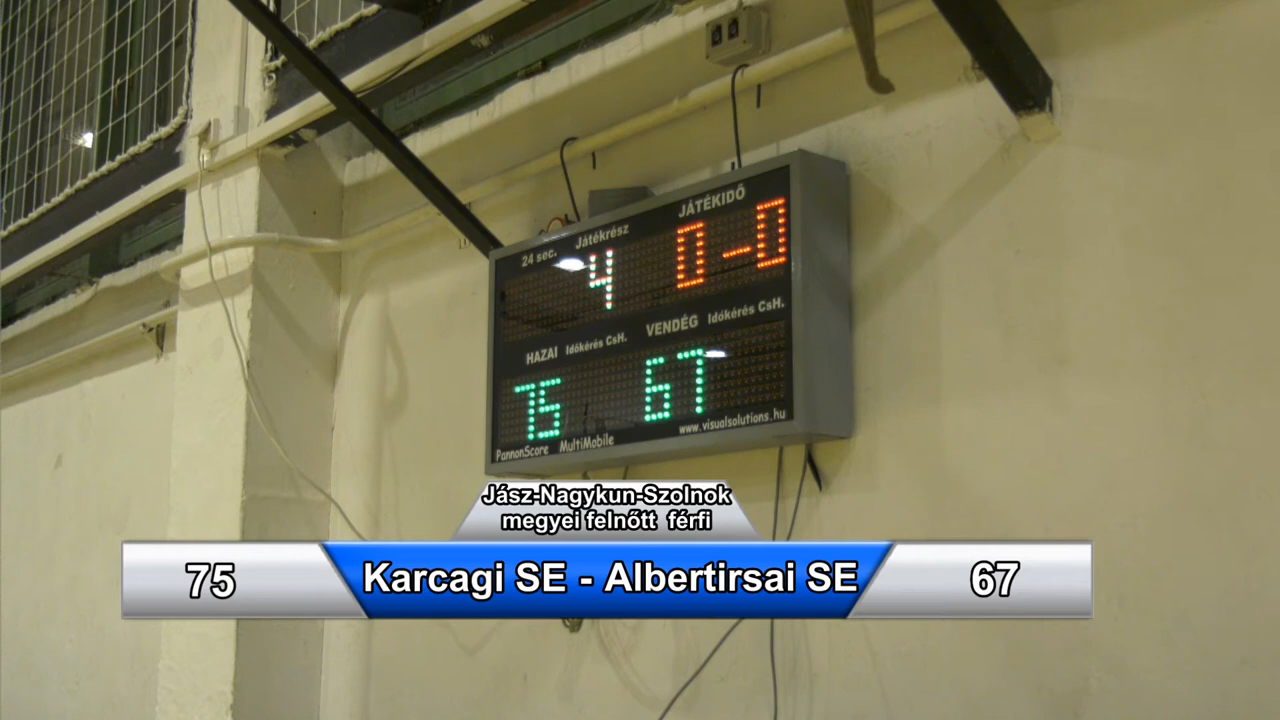 JÁTÉKIDŐ
24 sec. Játékrész
4 0-0
HAZAI Időkérés CsH. VENDÉG Időkérés CsH.
75 67
PannonScore MultiMobile www.visualsolutions.hu
Jász-Nagykun-Szolnok
megyei felnőtt férfi
75 Karcagi SE - Albertirsai SE 67